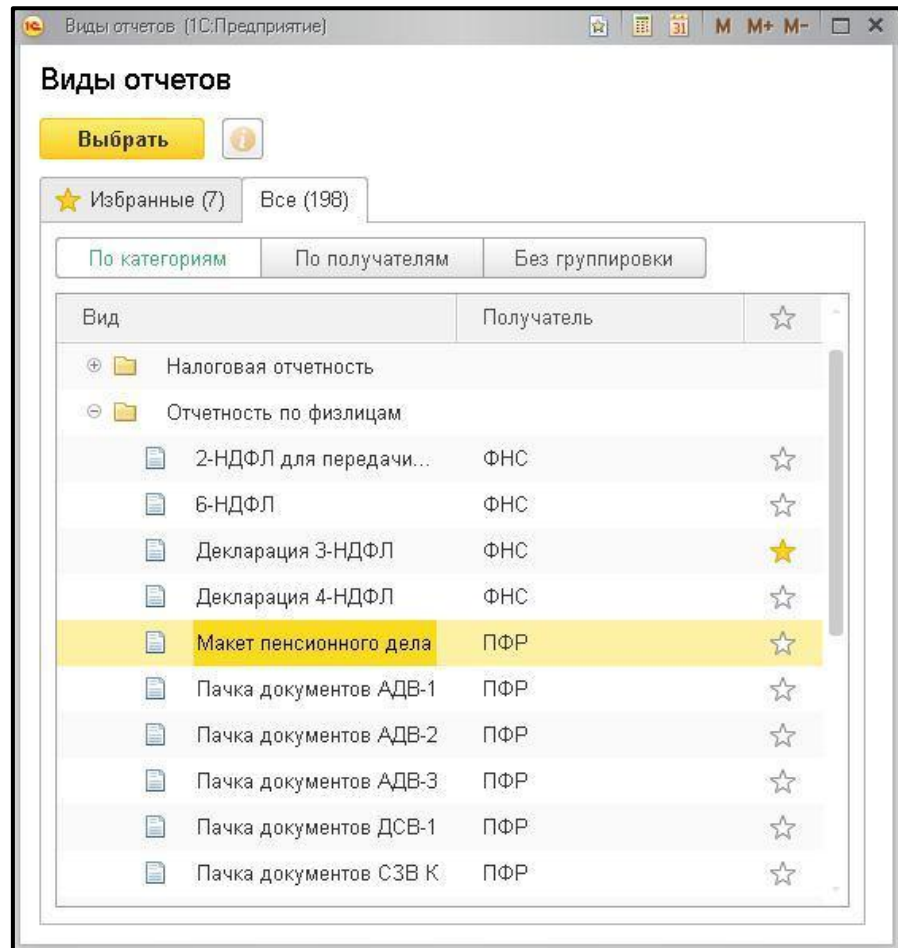 Виды отчетов (1С:Предприятие)
31 M M+ M-
Виды отчетов
Выбрать
Избранные (7) Все (198)
По категориям По получателям Без группировки
Вид Получатель
Налоговая отчетность
Отчетность по физлицам
2-НДФЛ для передачи... ФНС
6-НДФЛ ФНС
Декларация 3-НДФЛ ФНС
Декларация 4-НДФЛ ФНС
Макет пенсионного дела ПФР
Пачка документов АДВ-1 ПФР
Пачка документов АДВ-2 ПФР
Пачка документов АДВ-3 ПФР
Пачка документов ДСВ-1 ПФР
Пачка документов СЗВ К ПФР